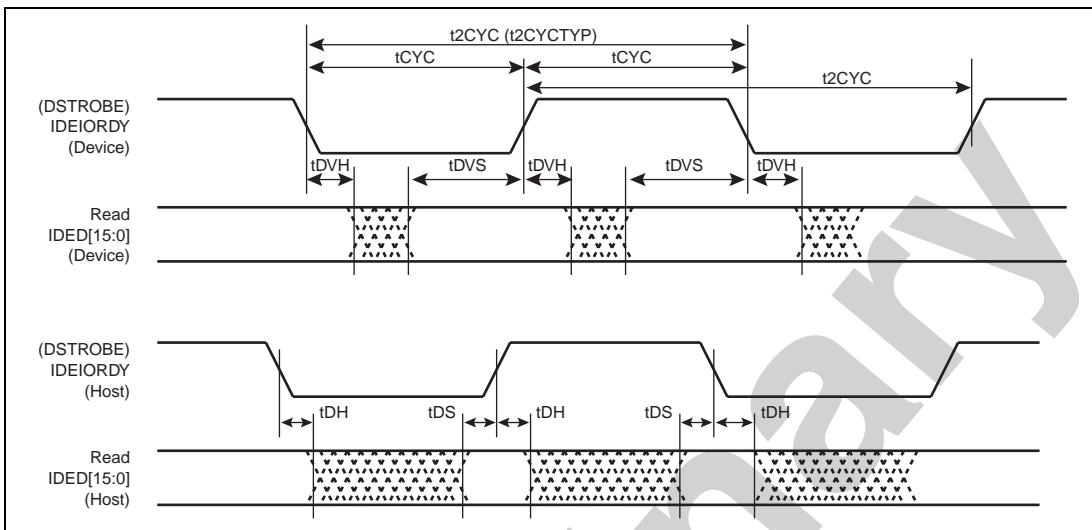 t2CYC (t2CYCTYP)
tCYC tCYC
t2CYC
(DSTROBE)
IDEIORDY
(Device)
tDVH tDVS tDVH tDVS tDVH
Read
IDED[15:0]
(Device)
(DSTROBE)
IDEIORDY
(Host)
tDH tDS tDH tDS tDH
Read
IDED[15:0]
(Host)